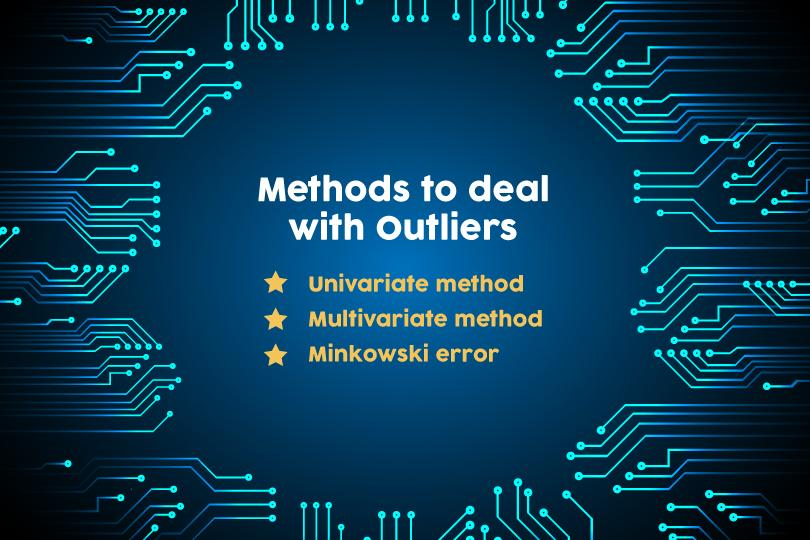 Methods to deal
with Outliers
Univariate method
Multivariate method
Minkowski error